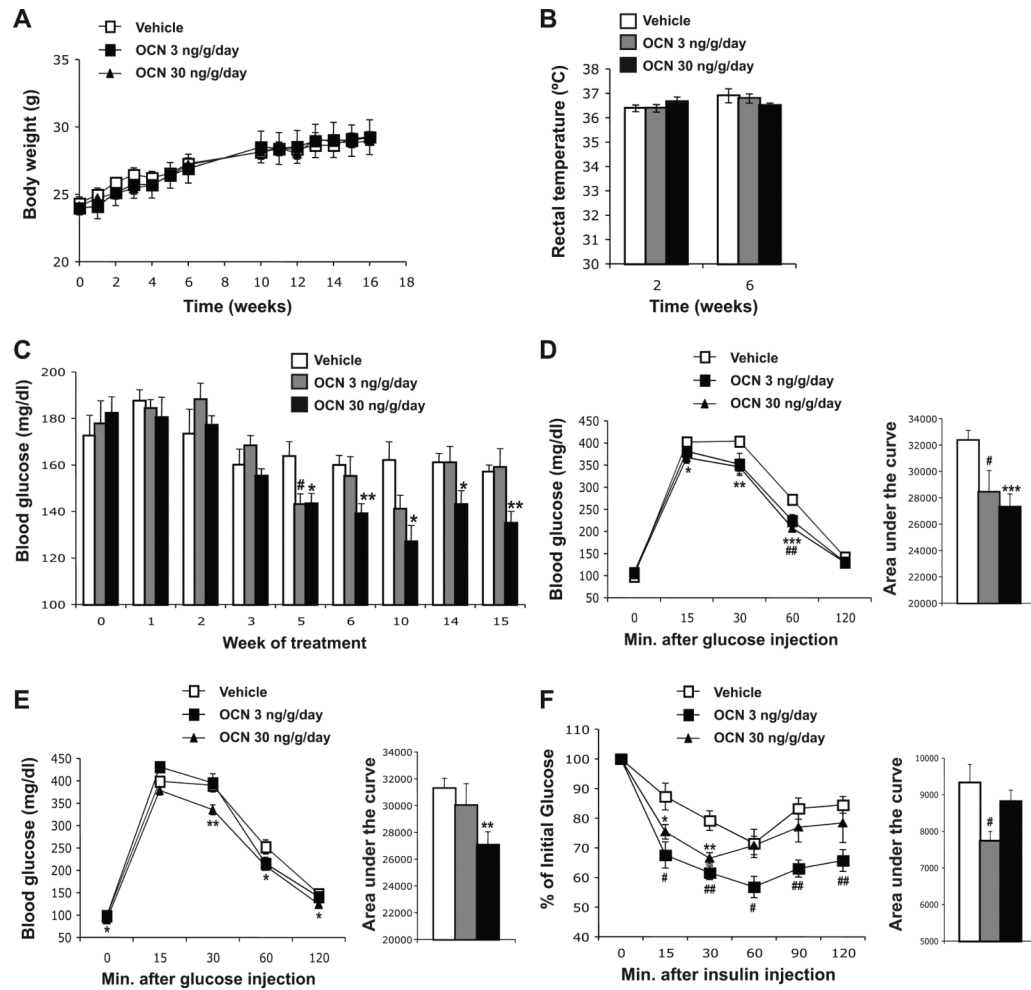 A
Vehicle
OCN 3 ng/g/day
OCN 30 ng/g/day
35
30
25
20
Body weight (g)
0 2 4 6 8 10 12 14 16 18
Time (weeks)
B
Vehicle
OCN 3 ng/g/day
OCN 30 ng/g/day
38
37
36
35
34
33
32
31
30
Rectal temperature (ºC)
2 6
Time (weeks)
C
Vehicle
OCN 3 ng/g/day
OCN 30 ng/g/day
200
180
160
140
120
100
Blood glucose (mg/dl)
# * ** * * **
0 1 2 3 5 6 10 14 15
Week of treatment
D
Vehicle
OCN 3 ng/g/day
OCN 30 ng/g/day
450
400
350
300
250
200
150
100
50
Blood glucose (mg/dl)
* ** ***
##
0 15 30 60 120
Min. after glucose injection
34000
32000
30000
28000
26000
24000
22000
20000
Area under the curve
# ***
E
Vehicle
OCN 3 ng/g/day
OCN 30 ng/g/day
450
400
350
300
250
200
150
100
50
Blood glucose (mg/dl)
* ** * *
0 15 30 60 120
Min. after glucose injection
34000
32000
30000
28000
26000
24000
22000
20000
Area under the curve
**
F
Vehicle
OCN 3 ng/g/day
OCN 30 ng/g/day
100
90
80
70
60
50
40
% of Initial Glucose
* **
# ## # ## ##
0 15 30 60 90 120
Min. after insulin injection
10000
9000
8000
7000
6000
5000
Area under the curve
#